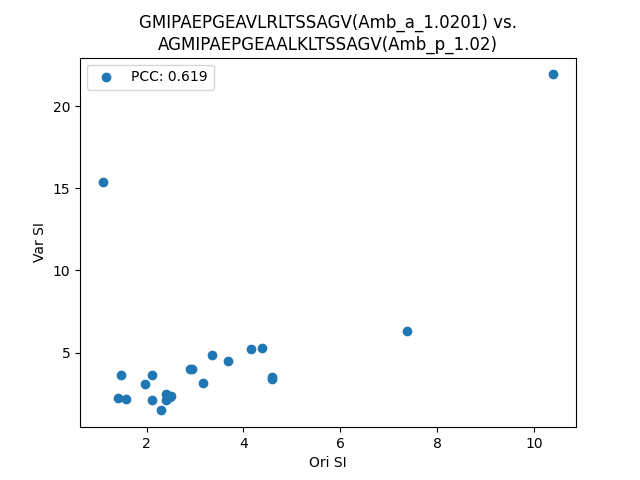 GMIPAEPGEAVLRLTSSAGV(Amb_a_1.0201) vs.
AGMIPAEPGEAALKLTSSAGV(Amb_p_1.02)
PCC: 0.619
20
15
10
5
Var SI
2
4
6
8
10
Ori SI